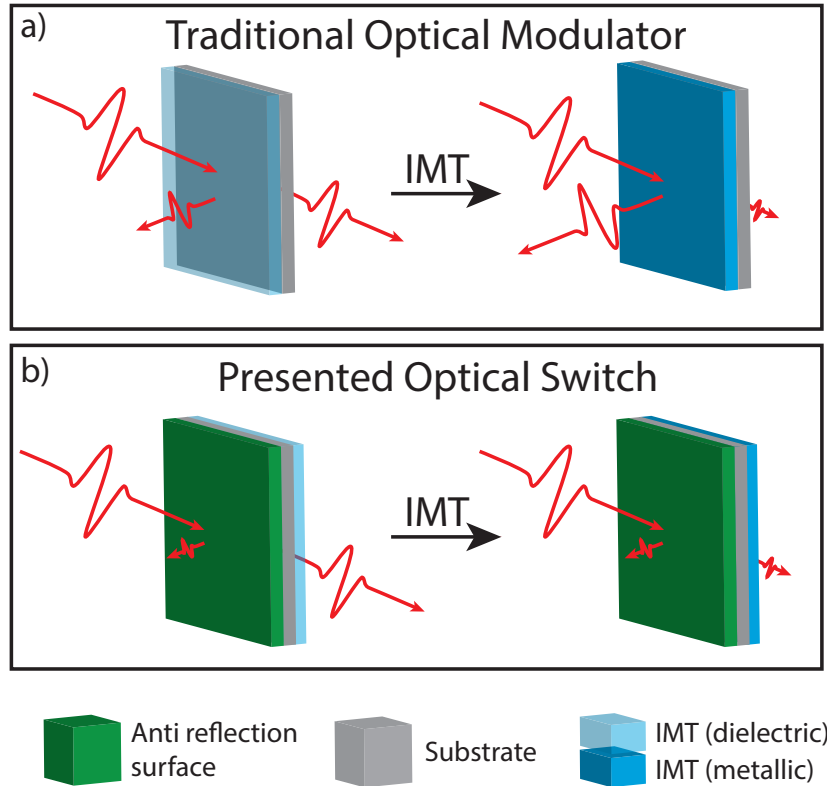 a)
Traditional Optical Modulator
IMT
b)
Presented Optical Switch
IMT
Anti reflection
surface
Substrate
IMT (dielectric)
IMT (metallic)